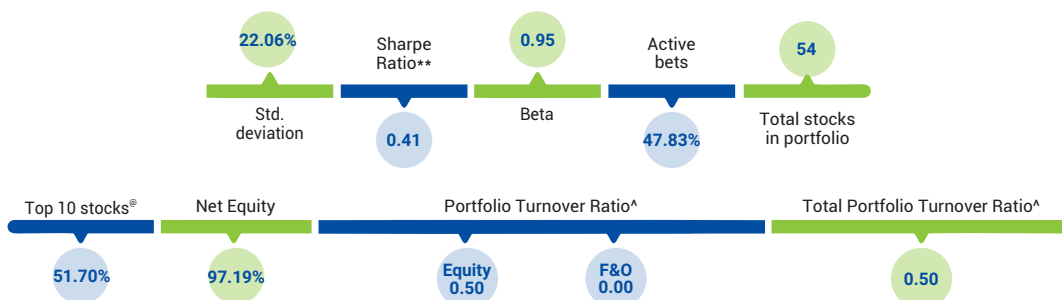 22.06%
Std.
deviation
Sharpe
Ratio**
0.41
0.95
Beta
Active
bets
47.83%
54
Total stocks
in portfolio
Top 10 stocks@
51.70%
Net Equity
97.19%
Portfolio Turnover Ratio^
Equity
0.50
F&O
0.00
Total Portfolio Turnover Ratio^
0.50